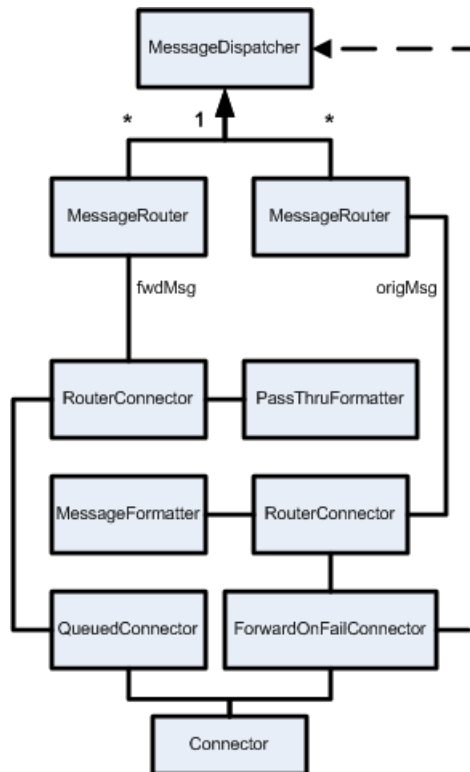 MessageDispatcher
* 1 *
MessageRouter MessageRouter
fwdMsg origMsg
RouterConnector PassThruFormatter
MessageFormatter RouterConnector
QueuedConnector ForwardOnFailConnector
Connector